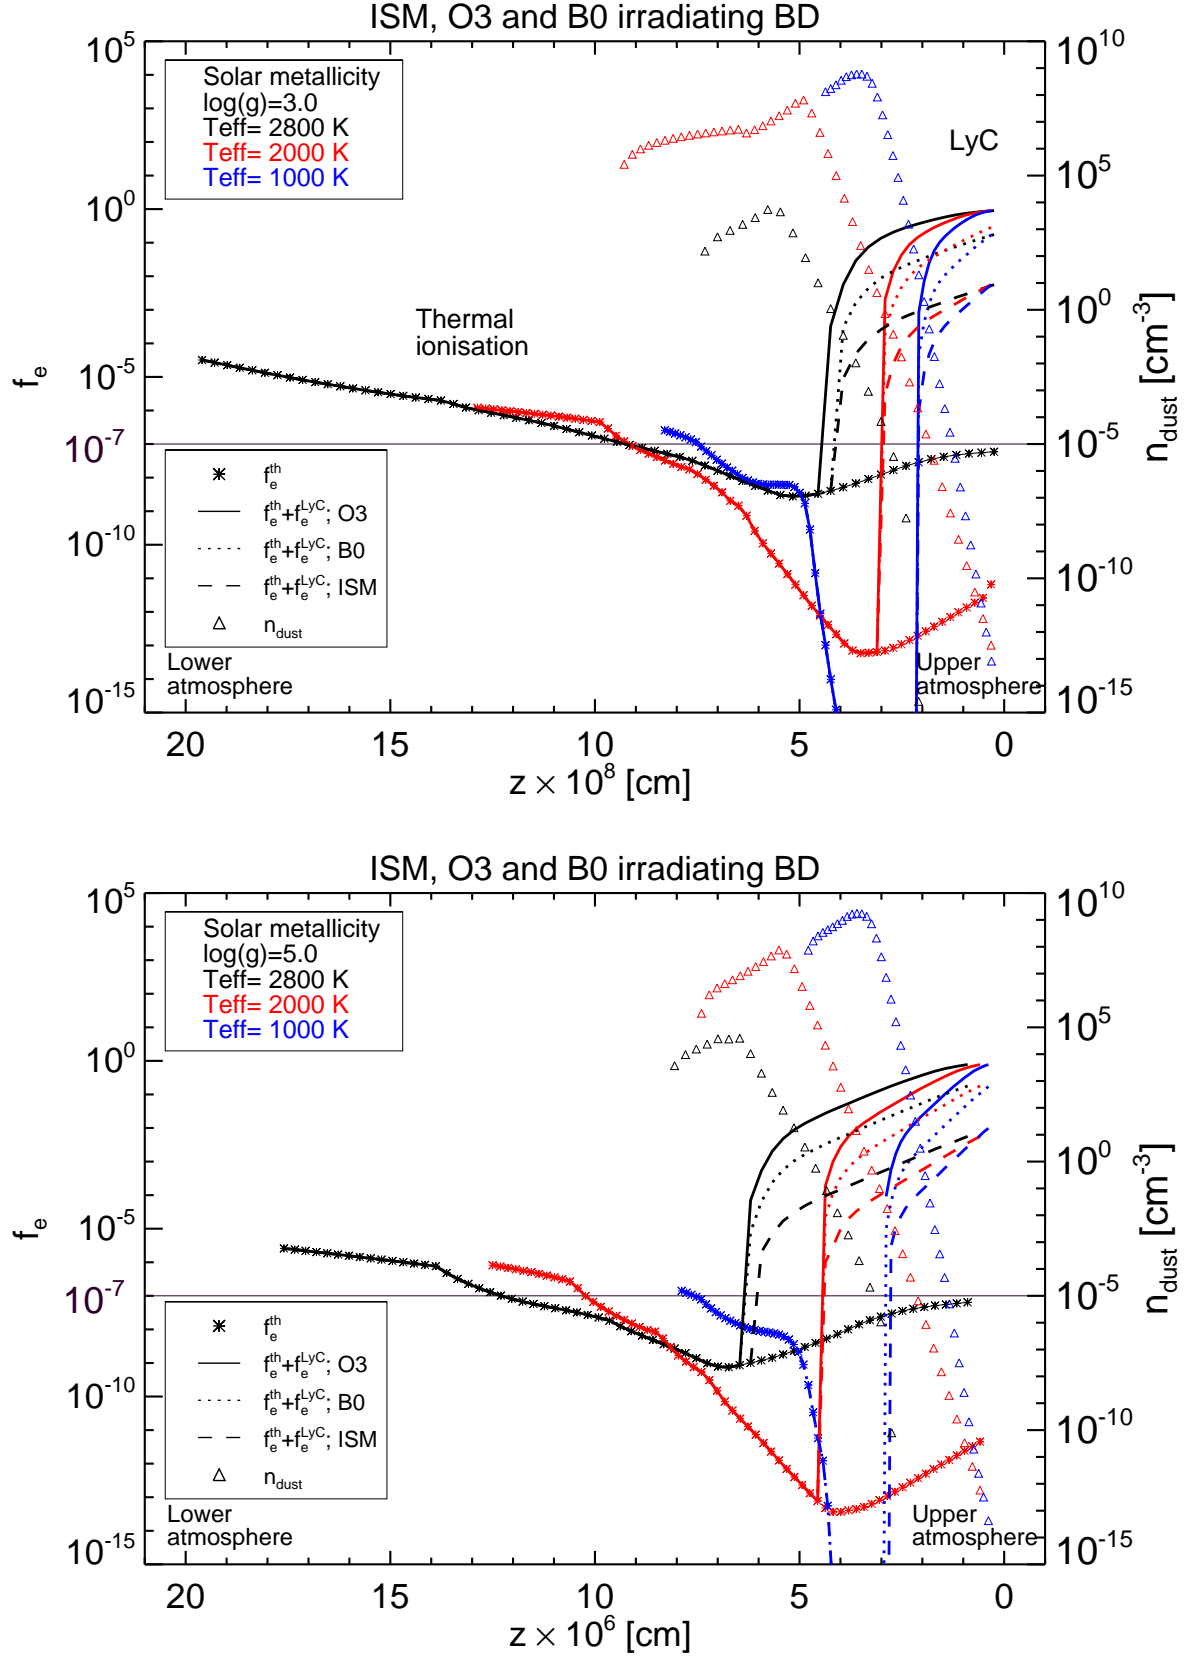 ISM, O3 and B0 irradiating BD
10^5
10^10
Solar metallicity
log(g)=3.0
Teff= 2800 K
Teff= 2000 K
Teff= 1000 K
LyC
10^0
10^5
Thermal
ionisation
10^0
f_e
n_dust [cm^-3]
10^-5
10^-7
10^-5
f_e^th
f_e^th+f_e^LyC; O3
f_e^th+f_e^LyC; B0
f_e^th+f_e^LyC; ISM
n_dust
10^-10
10^-10
Lower
atmosphere
Upper
atmosphere
10^-15
10^-15
20
15
10
5
0
z × 10^8 [cm]
ISM, O3 and B0 irradiating BD
10^5
10^10
Solar metallicity
log(g)=5.0
Teff= 2800 K
Teff= 2000 K
Teff= 1000 K
10^0
10^5
10^0
f_e
n_dust [cm^-3]
10^-5
10^-7
10^-5
f_e^th
f_e^th+f_e^LyC; O3
f_e^th+f_e^LyC; B0
f_e^th+f_e^LyC; ISM
n_dust
10^-10
10^-10
Lower
atmosphere
Upper
atmosphere
10^-15
10^-15
20
15
10
5
0
z × 10^6 [cm]